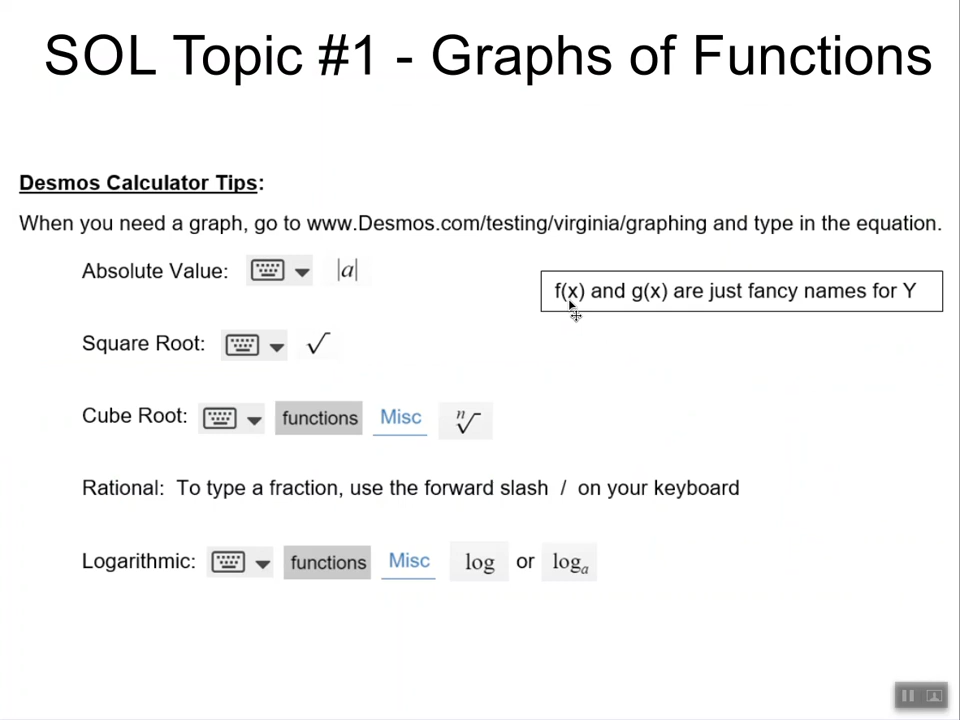 SOL Topic #1 - Graphs of Functions
Desmos Calculator Tips:
When you need a graph, go to www.Desmos.com/testing/virginia/graphing and type in the equation.
Absolute Value: |a|
f(x) and g(x) are just fancy names for Y
Square Root: √
Cube Root: functions Misc ⁿ√
Rational: To type a fraction, use the forward slash / on your keyboard
Logarithmic: functions Misc log or logₐ